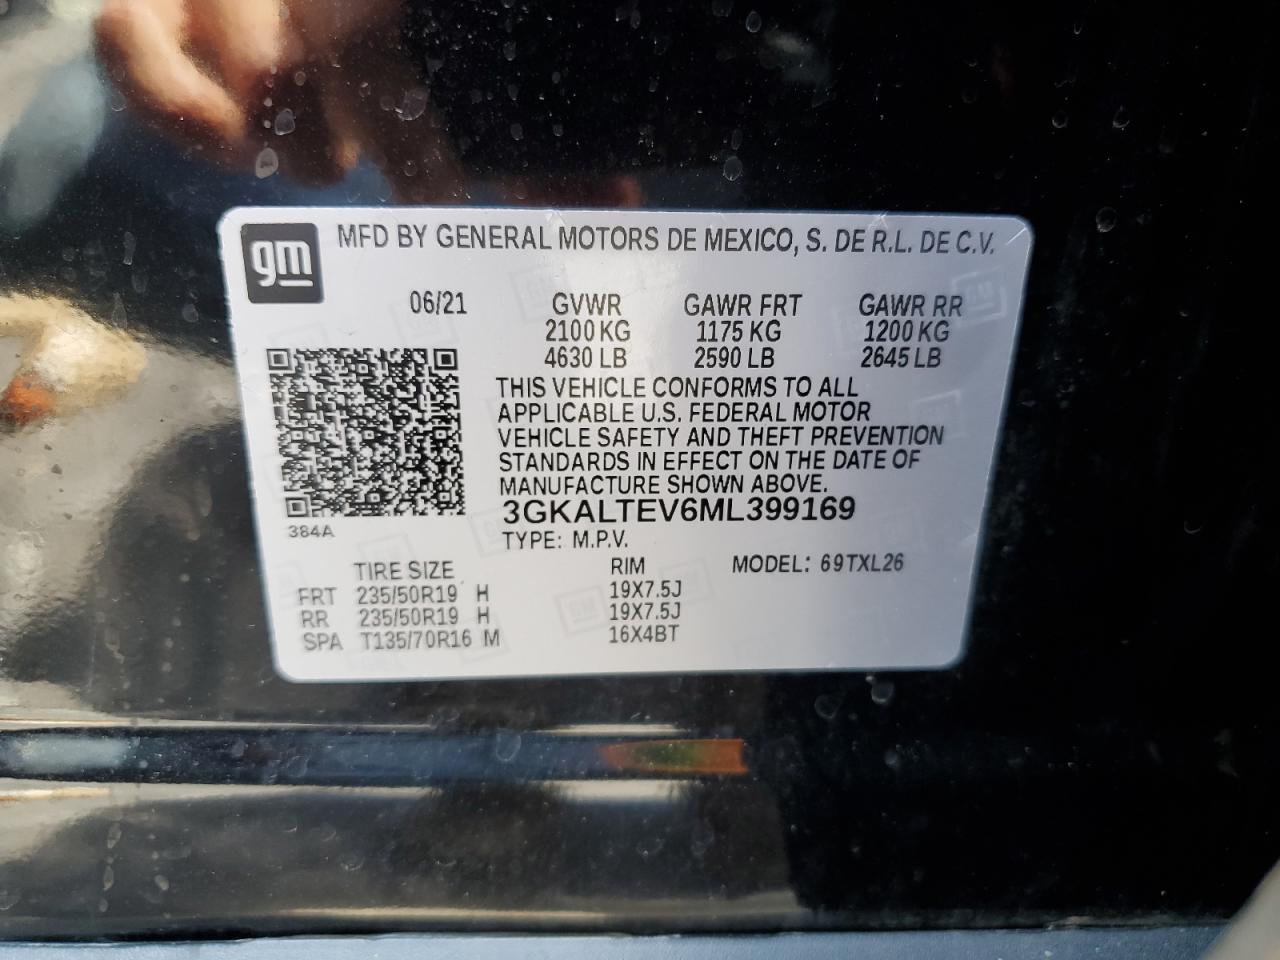 gm
MFD BY GENERAL MOTORS DE MEXICO, S. DE R.L. DE C.V.
06/21 GVWR GAWR FRT GAWR RR
2100 KG 1175 KG 1200 KG
4630 LB 2590 LB 2645 LB
THIS VEHICLE CONFORMS TO ALL
APPLICABLE U.S. FEDERAL MOTOR
VEHICLE SAFETY AND THEFT PREVENTION
STANDARDS IN EFFECT ON THE DATE OF
MANUFACTURE SHOWN ABOVE.
3GKALTEV6ML399169
384A
TYPE: M.P.V.
TIRE SIZE RIM MODEL: 69TXL26
FRT 235/50R19 H 19X7.5J
RR 235/50R19 H 19X7.5J
SPA T135/70R16 M 16X4BT